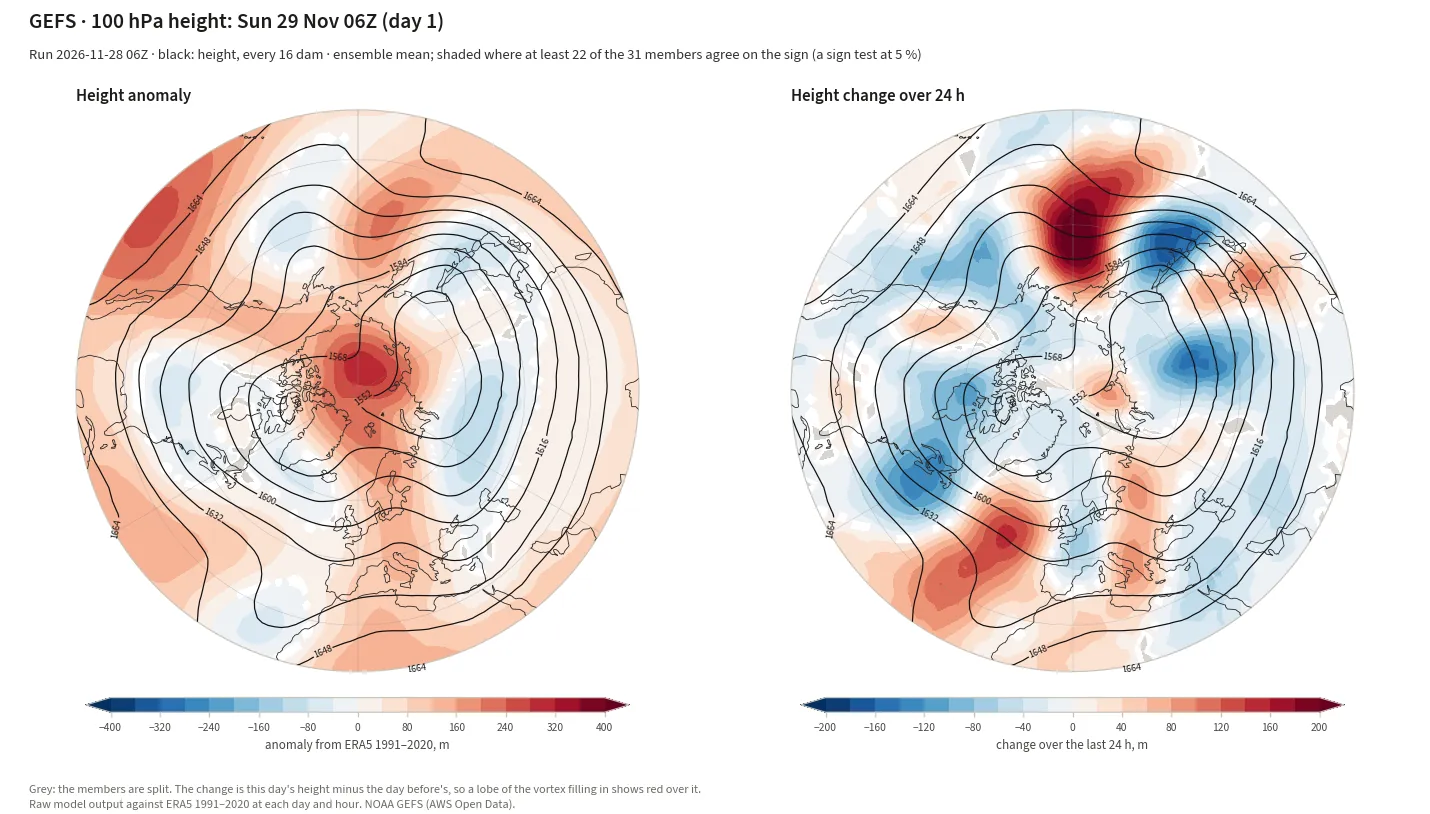 GEFS · 100 hPa height: Sun 29 Nov 06Z (day 1)
Run 2026-11-28 06Z · black: height, every 16 dam · ensemble mean; shaded where at least 22 of the 31 members agree on the sign (a sign test at 5 %)
Height anomaly
Height change over 24 h
1664
1648
1664
1584
1568
1552
1616
1600
1632
1664
1648
1664
1664
1648
1664
1584
1568
1552
1616
1600
1632
1664
1648
1664
−400 −320 −240 −160 −80 0 80 160 240 320 400
anomaly from ERA5 1991–2020, m
−200 −160 −120 −80 −40 0 40 80 120 160 200
change over the last 24 h, m
Grey: the members are split. The change is this day's height minus the day before's, so a lobe of the vortex filling in shows red over it.
Raw model output against ERA5 1991–2020 at each day and hour. NOAA GEFS (AWS Open Data).